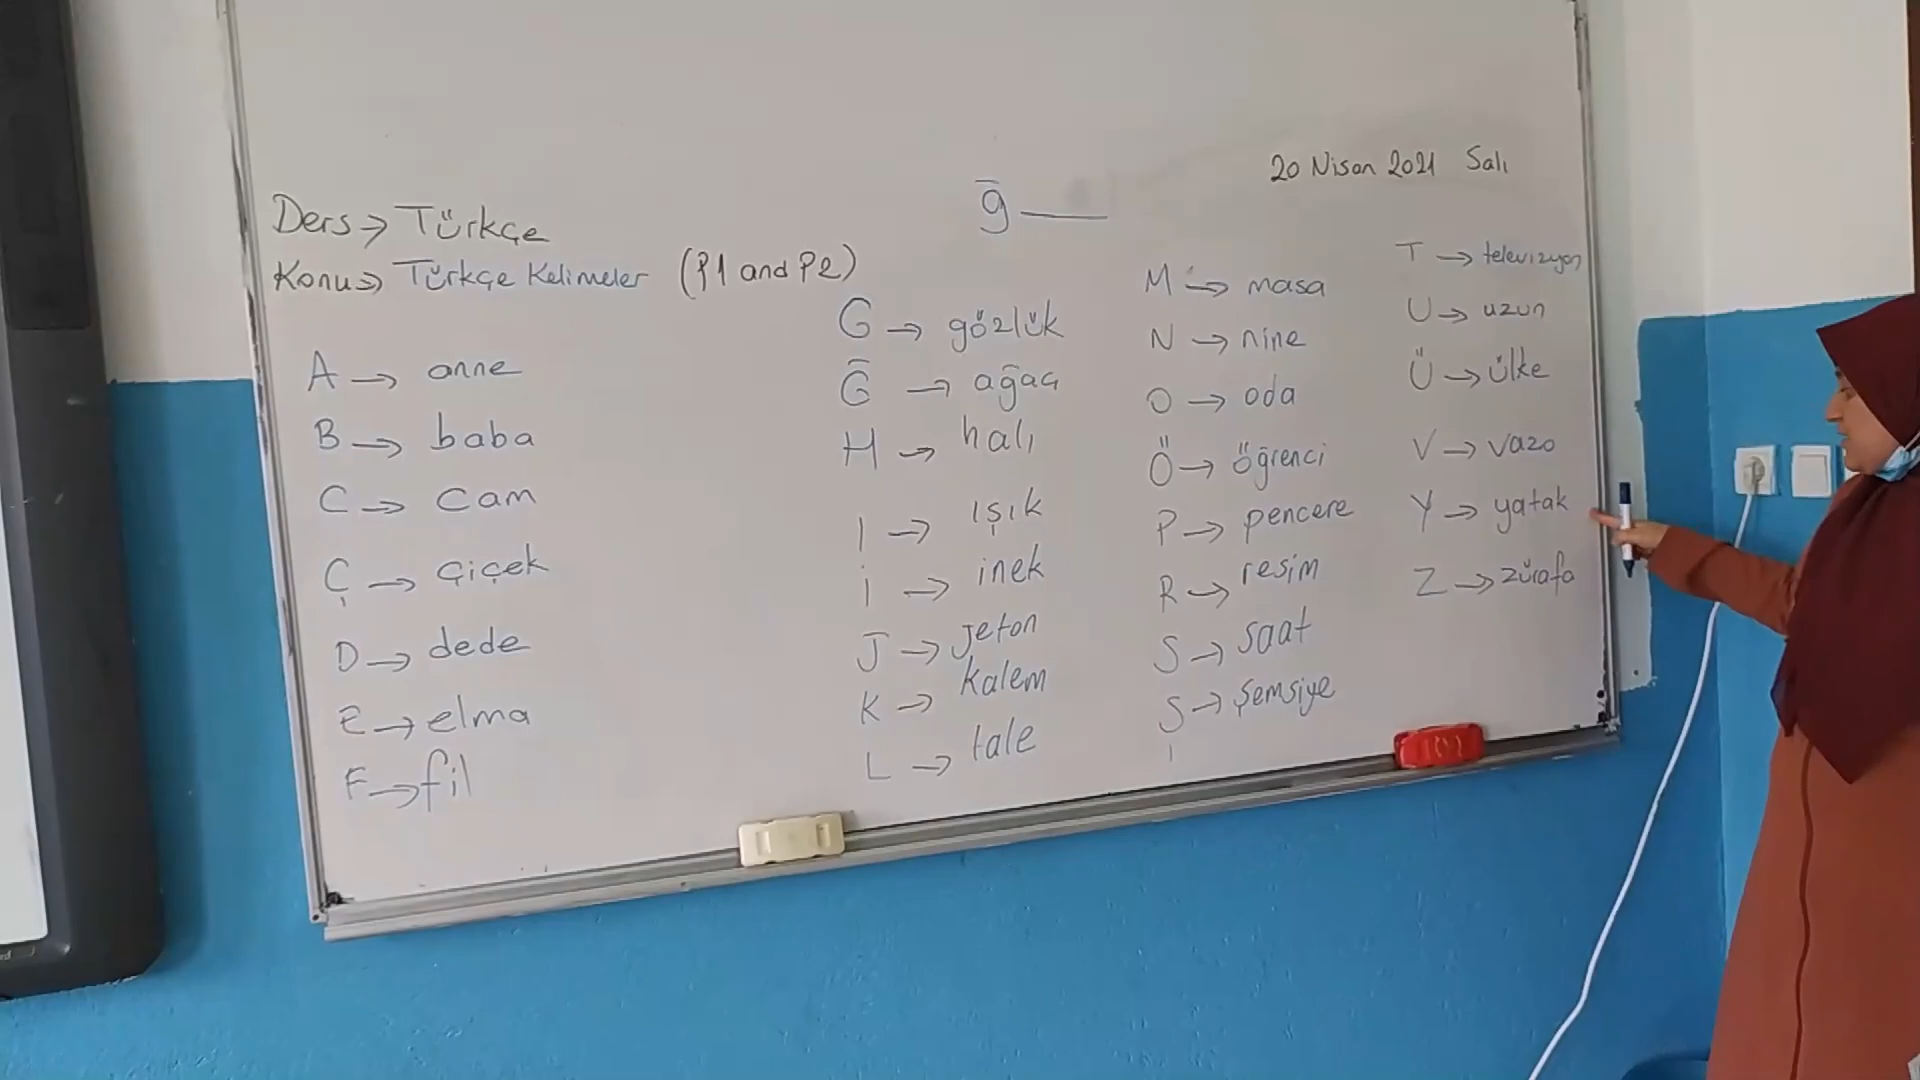 20 Nisan 2021 Salı
Ders → Türkçe
Konu → Türkçe Kelimeler (P1 and P2)
ğ
A → anne
B → baba
C → cam
Ç → çiçek
D → dede
E → elma
F → fil
G → gözlük
Ğ → ağaç
H → halı
I → ışık
İ → inek
J → jeton
K → kalem
L → lale
M → masa
N → nine
O → oda
Ö → öğrenci
P → pencere
R → resim
S → saat
Ş → şemsiye
T → televizyon
U → uzun
Ü → ülke
V → vazo
Y → yatak
Z → zürafa